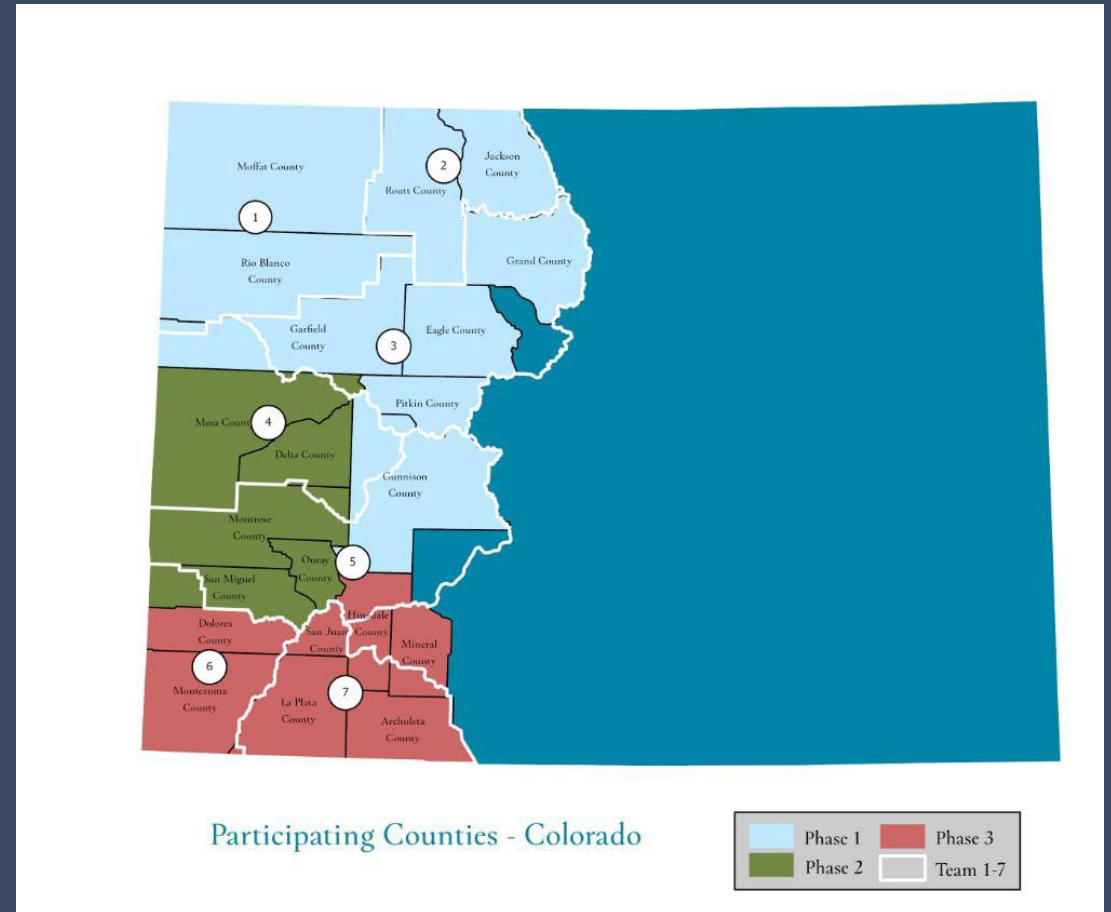 Moffat County
Jackson
County
2
Routt County
1
Grand County
Rio Blanco
County
Garfield
County
Eagle County
3
Pitkin County
Mesa Count
4
Delta County
Gunnison
County
Montrose
County
Ouray
County
5
San Miguel
County
Dolores
County
San Juan
County
Hinsdale
County
Mineral
County
6
Montezuma
County
7
La Plata
County
Archuleta
County
Participating Counties - Colorado
Phase 1
Phase 3
Phase 2
Team 1-7